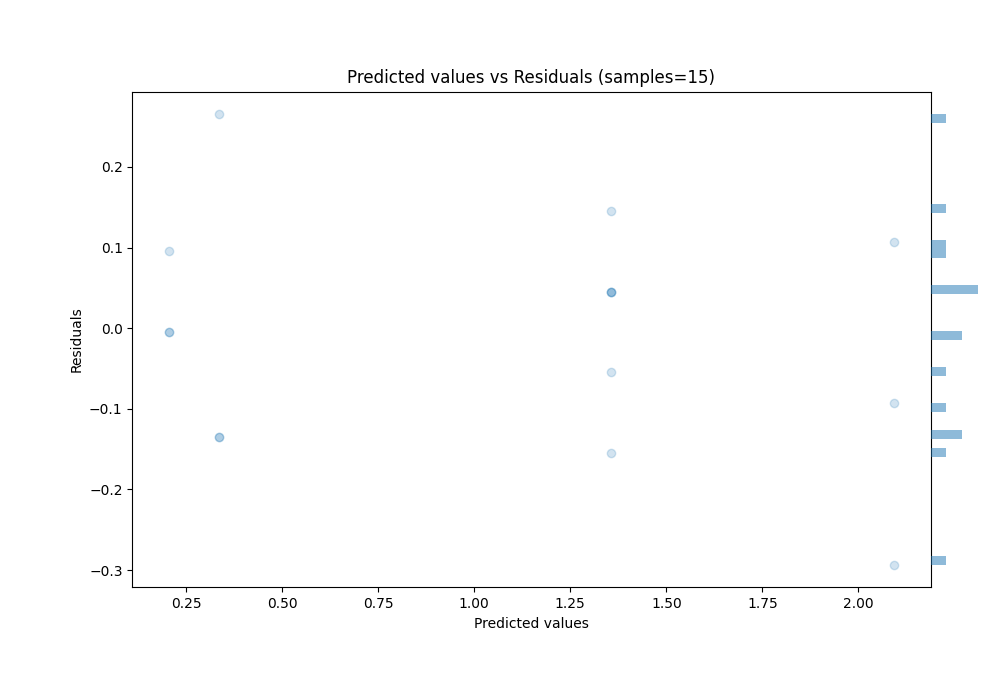 Predicted values vs Residuals (samples=15)
Residuals
0.2
0.1
0.0
−0.1
−0.2
−0.3
0.25 0.50 0.75 1.00 1.25 1.50 1.75 2.00
Predicted values